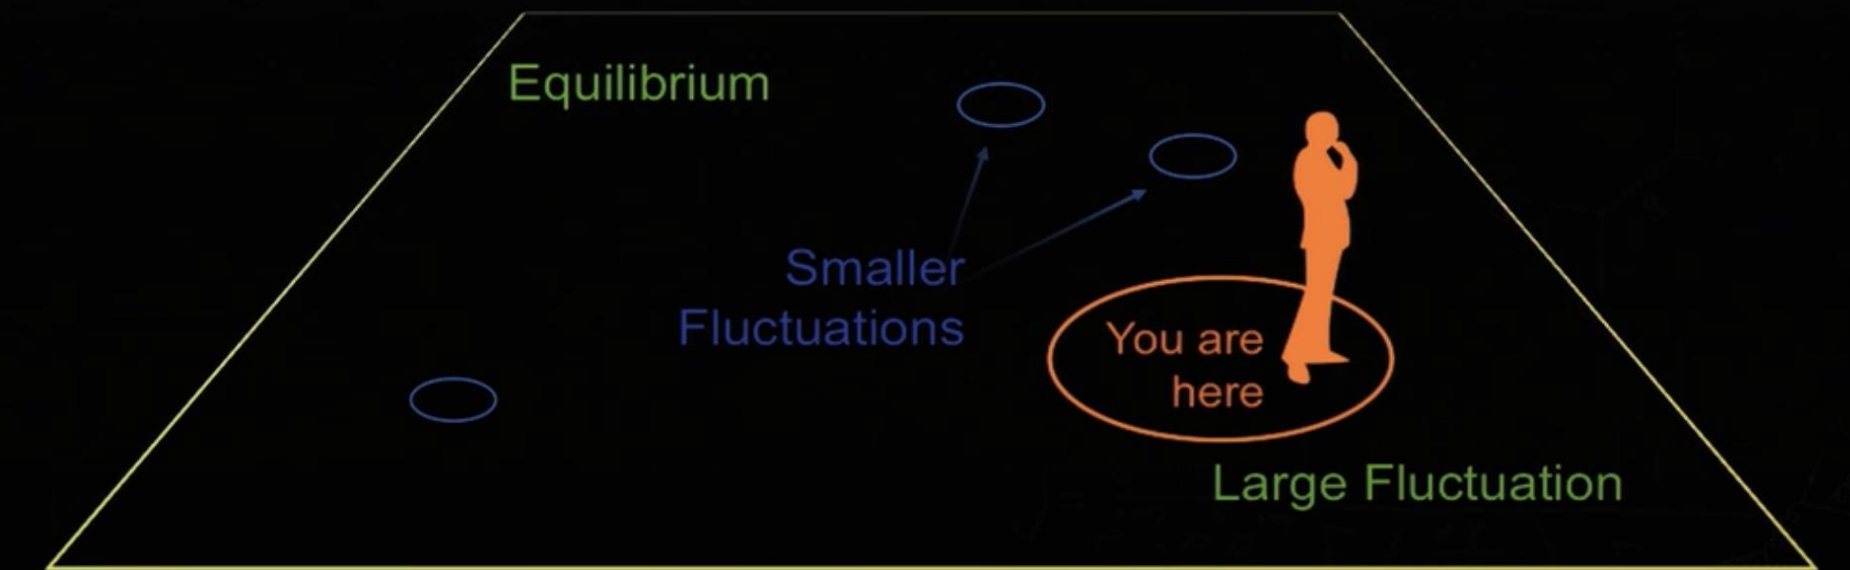 Equilibrium
Smaller
Fluctuations
You are
here
Large Fluctuation